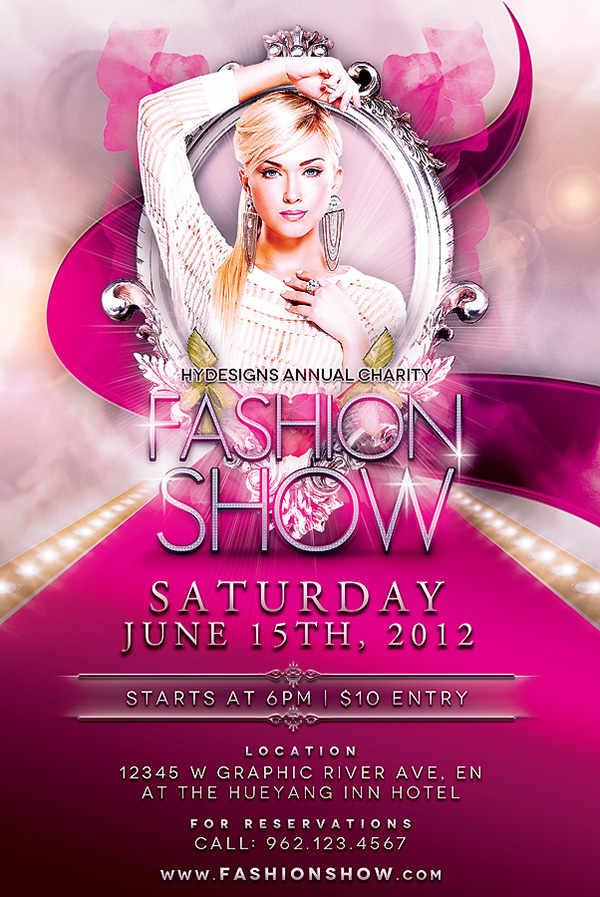 HYDESIGNS ANNUAL CHARITY
FASHION
SHOW
SATURDAY
JUNE 15TH, 2012
STARTS AT 6PM | $10 ENTRY
LOCATION
12345 W GRAPHIC RIVER AVE, EN
AT THE HUEYANG INN HOTEL
FOR RESERVATIONS
CALL: 962.123.4567
WWW.FASHIONSHOW.COM